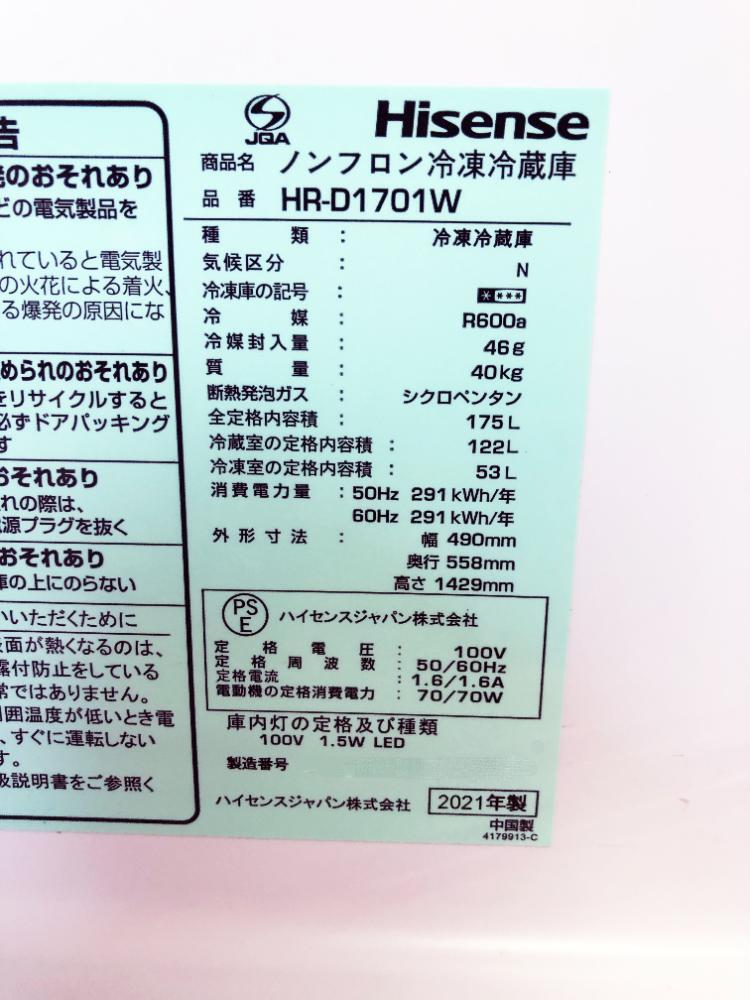 告
のおそれあり
どの電気製品を
れていると電気製
の火花による着火、
る爆発の原因にな
められのおそれあり
をリサイクルすると
必ずドアパッキング
す
おそれあり
れの際は、
源プラグを抜く
おそれあり
庫の上にのらない
いいただくために
表面が熱くなるのは、
露付防止をしている
常ではありません。
囲温度が低いとき電
、すぐに運転しない
す。
扱説明書をご参照く
JQA
Hisense
商品名 ノンフロン冷凍冷蔵庫
品番 HR-D1701W
種類 : 冷凍冷蔵庫
気候区分 : N
冷凍庫の記号 : * ***
冷媒 : R600a
冷媒封入量 : 46g
質量 : 40kg
断熱発泡ガス : シクロペンタン
全定格内容積 : 175L
冷蔵室の定格内容積 : 122L
冷凍室の定格内容積 : 53L
消費電力量 : 50Hz 291kWh/年
60Hz 291kWh/年
外形寸法 : 幅 490mm
奥行 558mm
高さ 1429mm
PSE ハイセンスジャパン株式会社
定格電圧 : 100V
定格周波数 : 50/60Hz
定格電流 : 1.6/1.6A
電動機の定格消費電力 : 70/70W
庫内灯の定格及び種類
100V 1.5W LED
製造番号
ハイセンスジャパン株式会社 2021年製
中国製
4179913-C